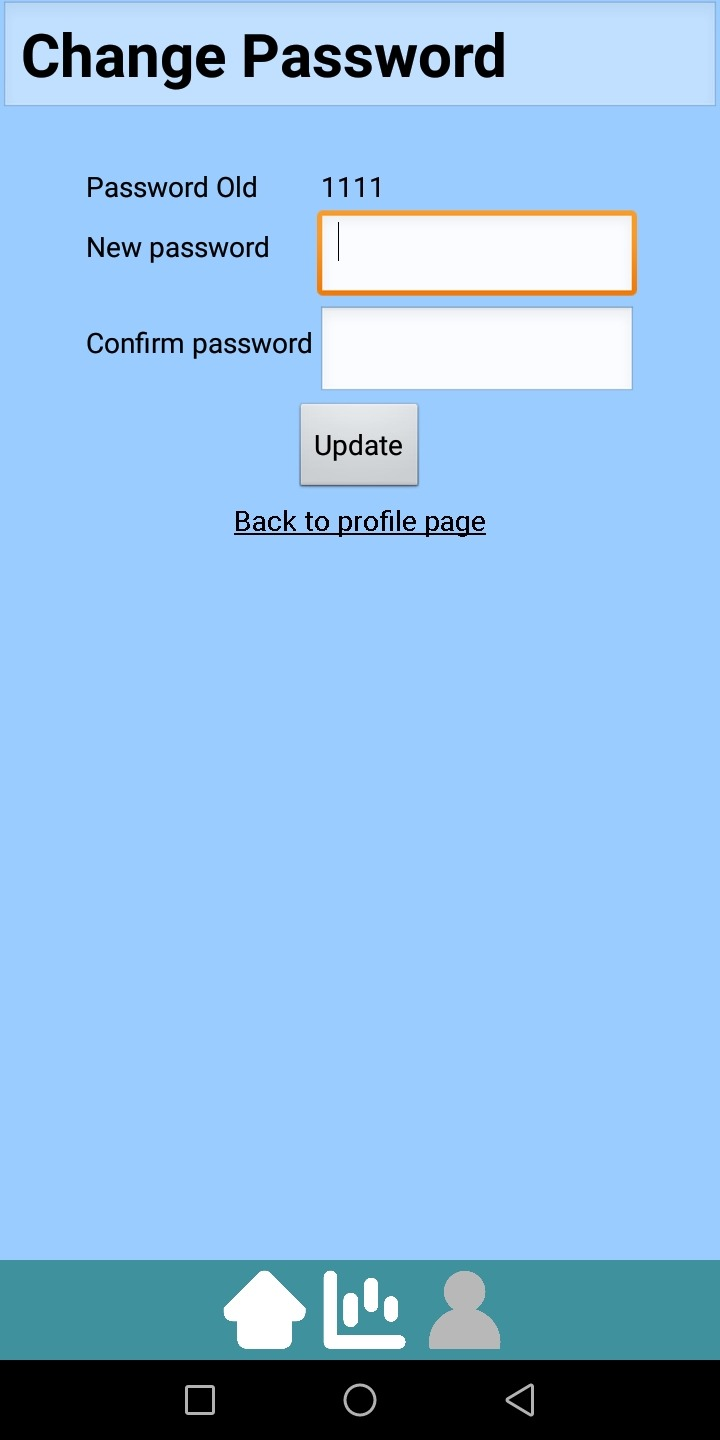 Change Password
Password Old 1111
New password
Confirm password
Update
Back to profile page